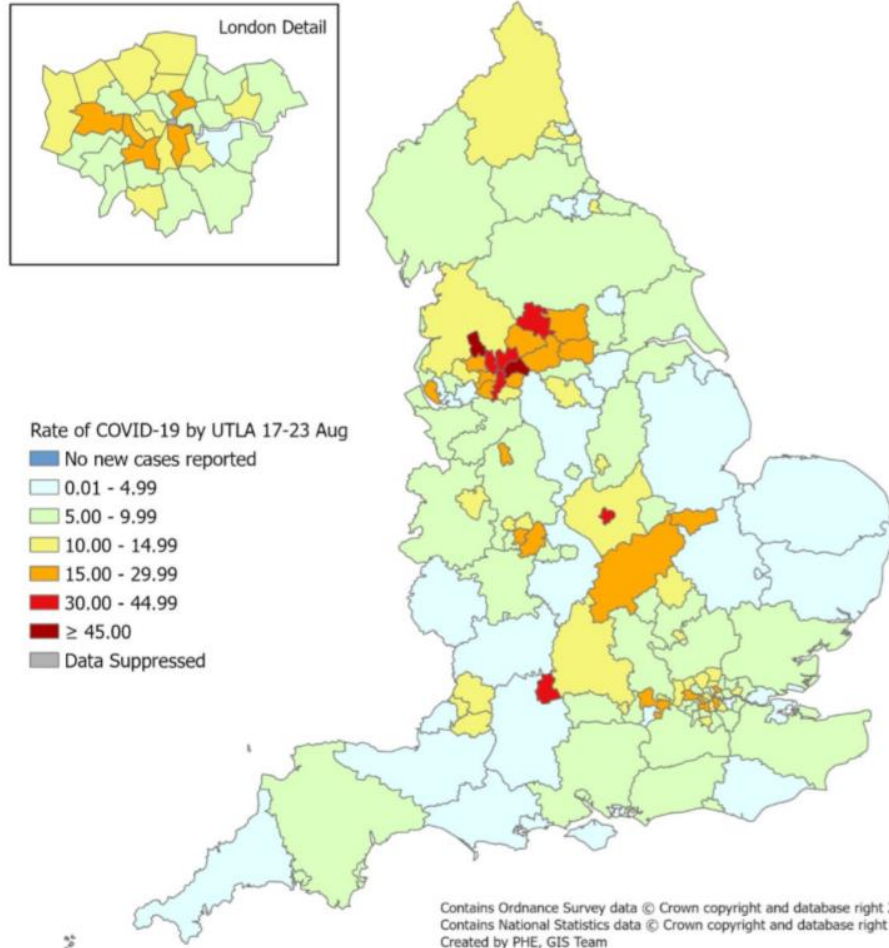 London Detail
Rate of COVID-19 by UTLA 17-23 Aug
No new cases reported
0.01 - 4.99
5.00 - 9.99
10.00 - 14.99
15.00 - 29.99
30.00 - 44.99
≥ 45.00
Data Suppressed
Contains Ordnance Survey data © Crown copyright and database right
Contains National Statistics data © Crown copyright and database right
Created by PHE, GIS Team